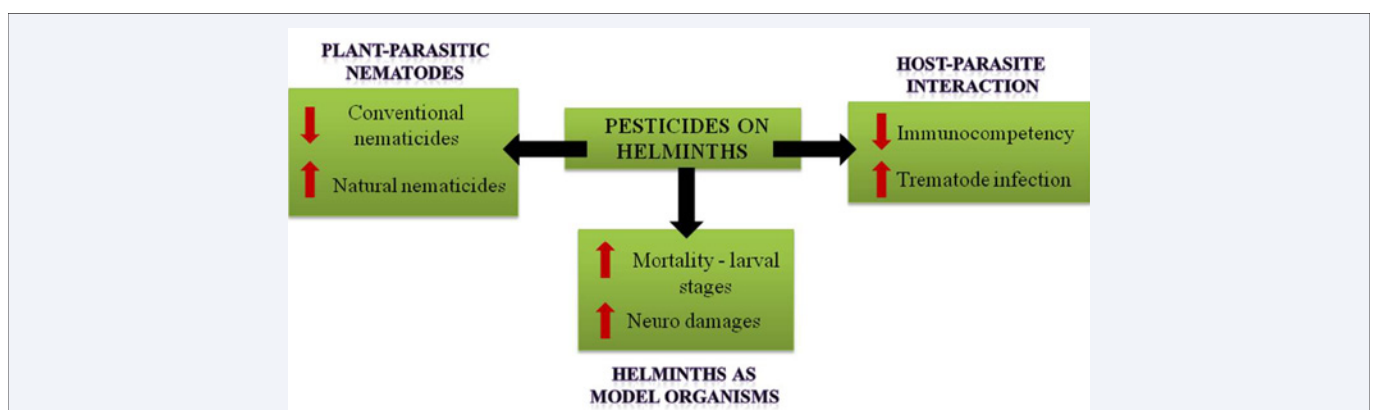 PLANT-PARASITIC
NEMATODES
Conventional
nematicides
Natural nematicides
PESTICIDES ON
HELMINTHS
HOST-PARASITE
INTERACTION
Immunocompetency
Trematode infection
Mortality - larval
stages
Neuro damages
HELMINTHS AS
MODEL ORGANISMS